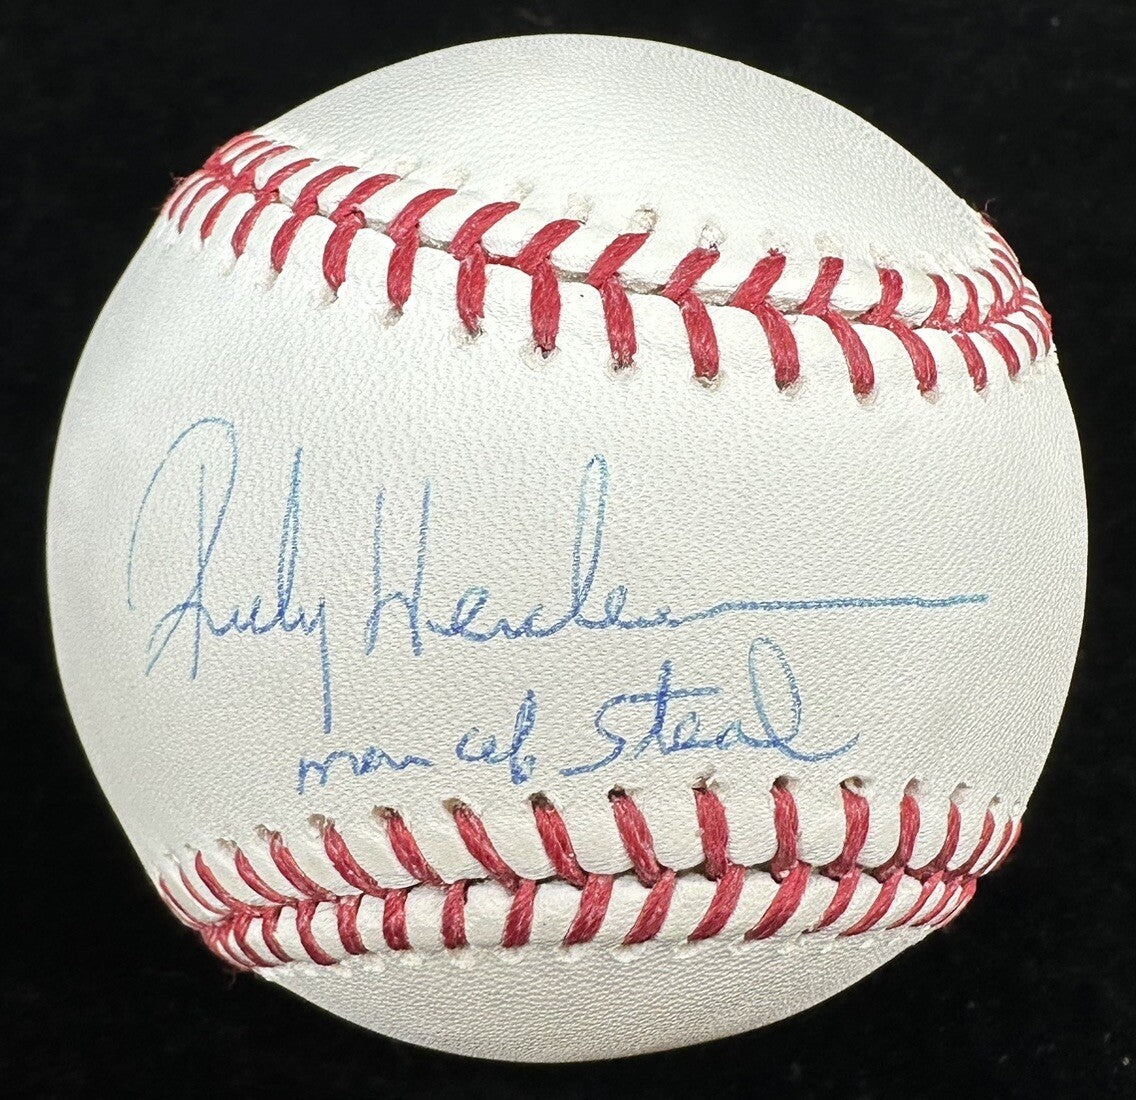 Rickey Henderson
man of Steal